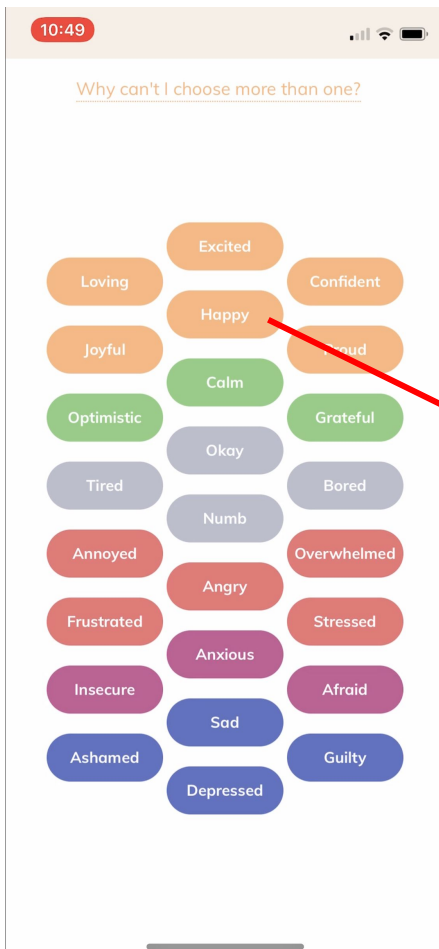 10:49
Why can't I choose more than one?
Excited
Loving
Confident
Happy
Joyful
Proud
Calm
Optimistic
Grateful
Okay
Tired
Bored
Numb
Annoyed
Overwhelmed
Angry
Frustrated
Stressed
Anxious
Insecure
Afraid
Sad
Ashamed
Guilty
Depressed